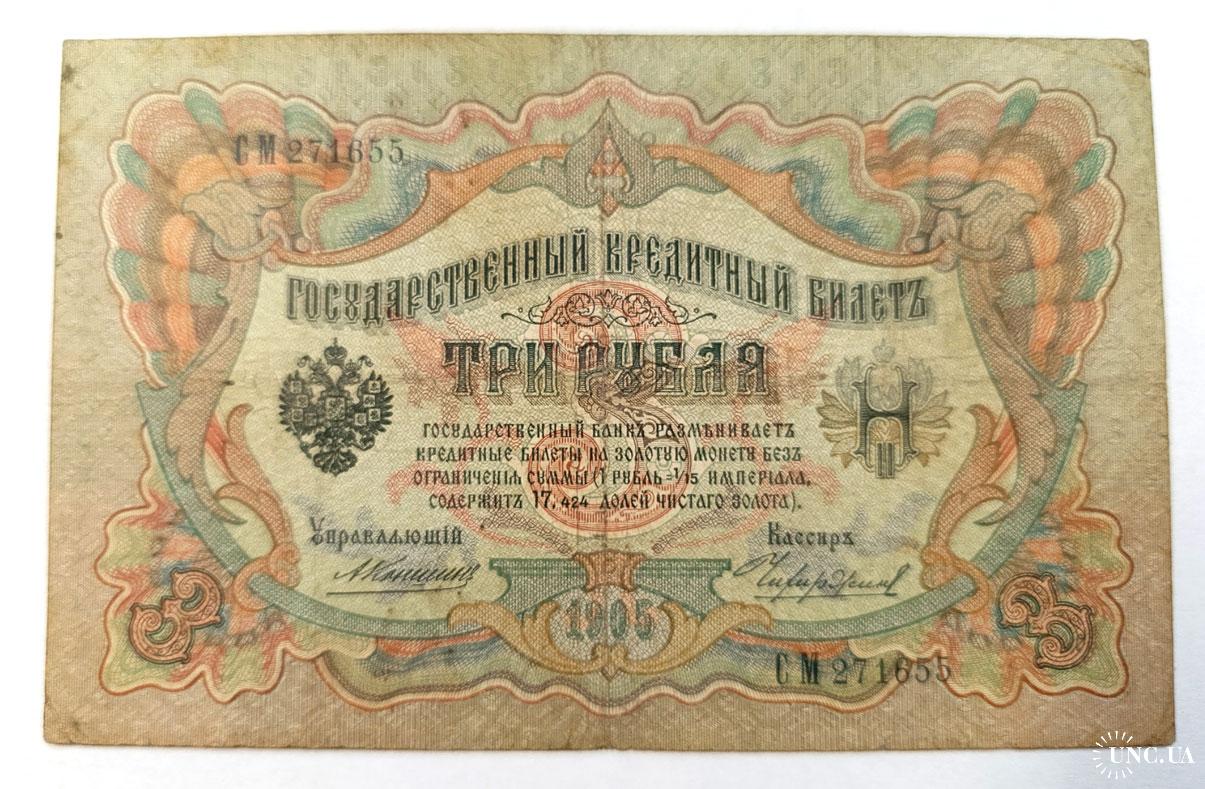 СМ 271655
ГОСУДАРСТВЕННЫЙ КРЕДИТНЫЙ БИЛЕТЪ
ТРИ РУБЛЯ
Н
II
ГОСУДАРСТВЕННЫЙ БАНКЪ РАЗМѢНИВАЕТЪ
КРЕДИТНЫЕ БИЛЕТЫ НА ЗОЛОТУЮ МОНЕТУ БЕЗЪ
ОГРАНИЧЕНІЯ СУММЫ (1 РУБЛЬ = 1/15 ИМПЕРІАЛА,
СОДЕРЖИТЪ 17,424 ДОЛЕЙ ЧИСТАГО ЗОЛОТА).
Управляющій Кассиръ
3 1905 3
СМ 271655
UNC.UA